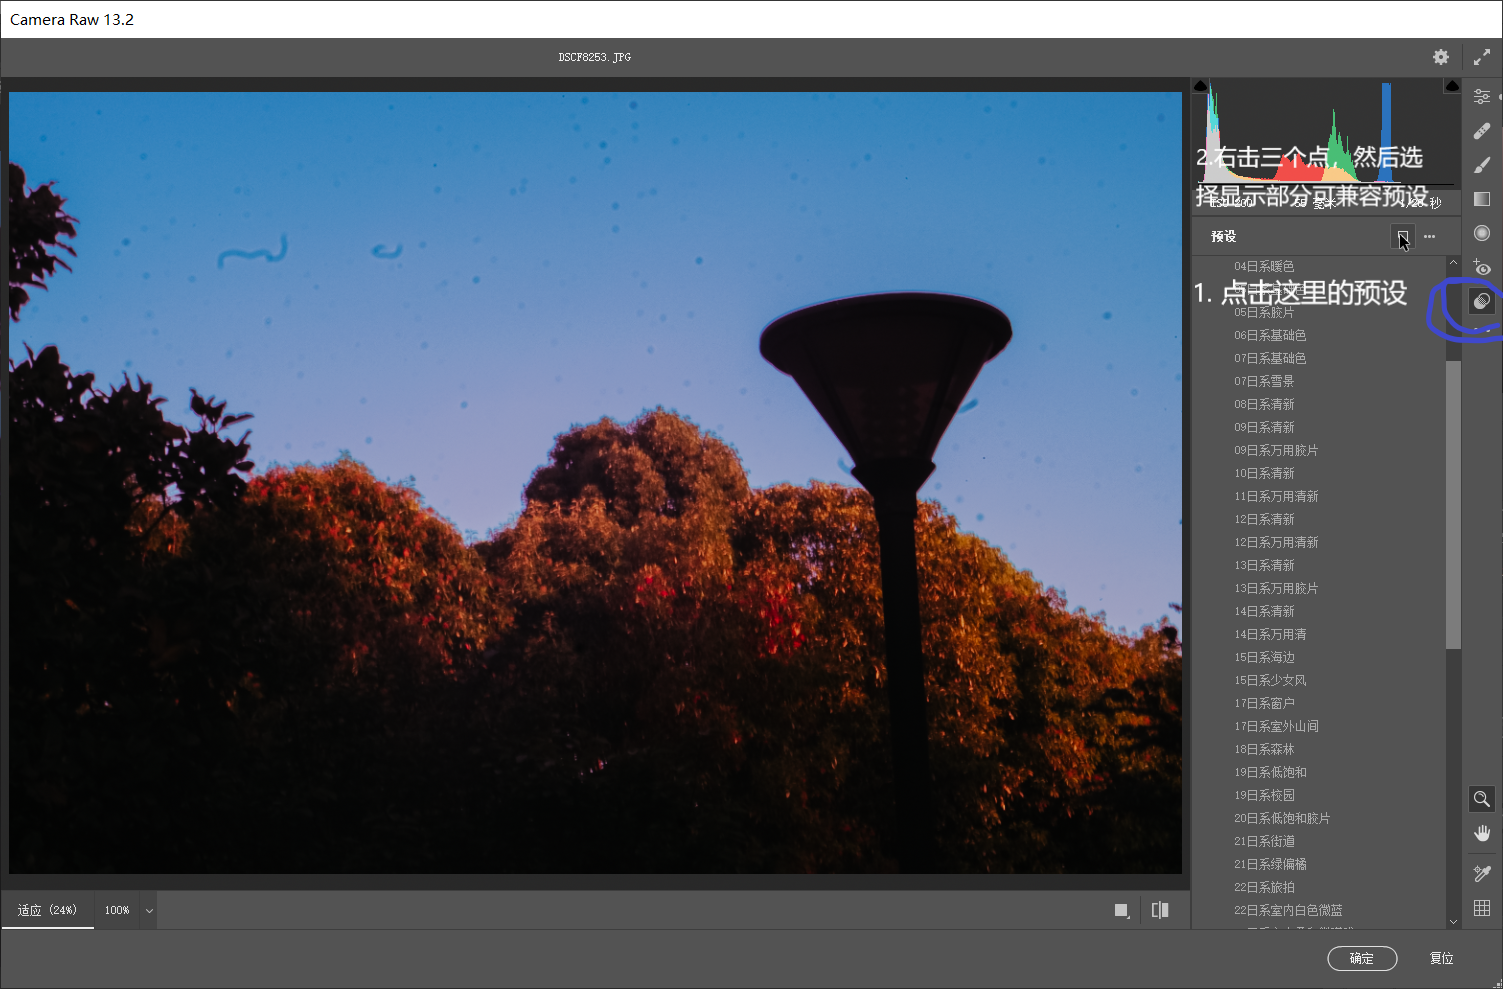 Camera Raw 13.2
DSCF8253.JPG
2.右击三个点，然后选
择显示部分可兼容预设
秒
预设
04日系暖色
1. 点击这里的预设
05日系胶片
06日系基础色
07日系基础色
07日系雪景
08日系清新
09日系清新
09日系万用胶片
10日系清新
11日系万用清新
12日系清新
12日系万用清新
13日系清新
13日系万用胶片
14日系清新
14日系万用清
15日系海边
15日系少女风
17日系窗户
17日系室外山间
18日系森林
19日系低饱和
19日系校园
20日系低饱和胶片
21日系街道
21日系绿偏橘
22日系旅拍
22日系室内白色微蓝
适应 (24%)
100%
确定
复位